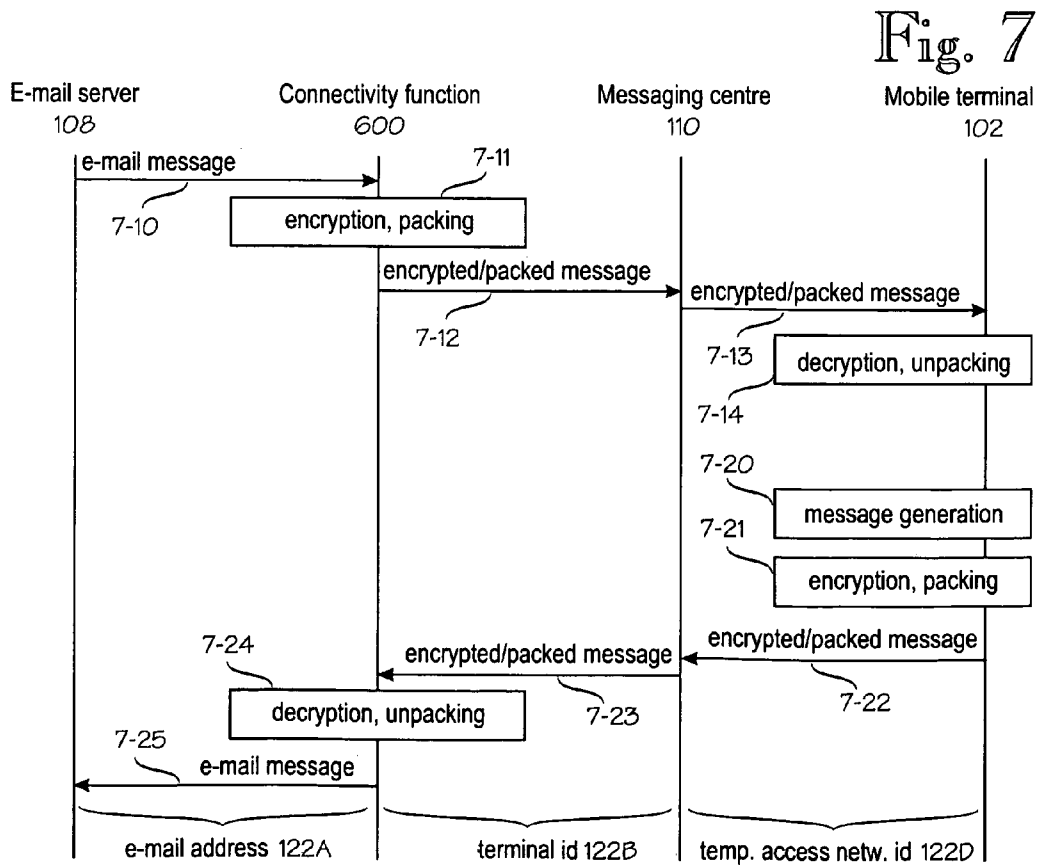 Fig. 7
E-mail server
108
Connectivity function
600
Messaging centre
110
Mobile terminal
102
e-mail message
7-10
7-11
encryption, packing
encrypted/packed message
7-12
encrypted/packed message
7-13
decryption, unpacking
7-14
7-20
message generation
7-21
encryption, packing
encrypted/packed message
7-22
encrypted/packed message
7-23
7-24
decryption, unpacking
7-25
e-mail message
e-mail address 122A
terminal id 122B
temp. access netw. id 122D